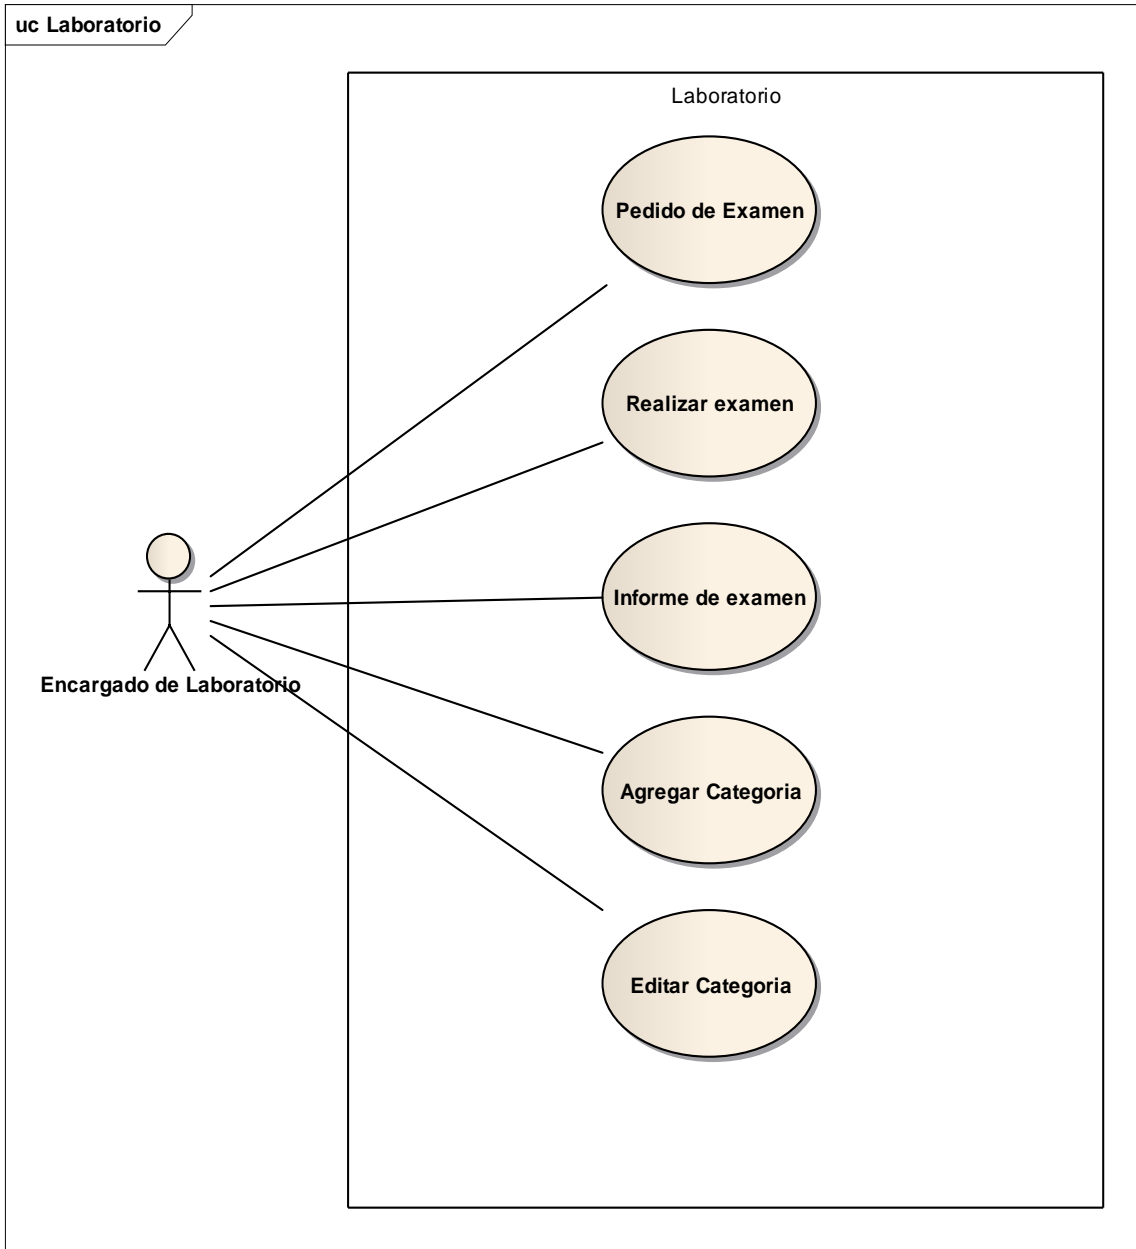 uc Laboratorio
Laboratorio
Pedido de Examen
Realizar examen
Informe de examen
Encargado de Laboratorio
Agregar Categoria
Editar Categoria